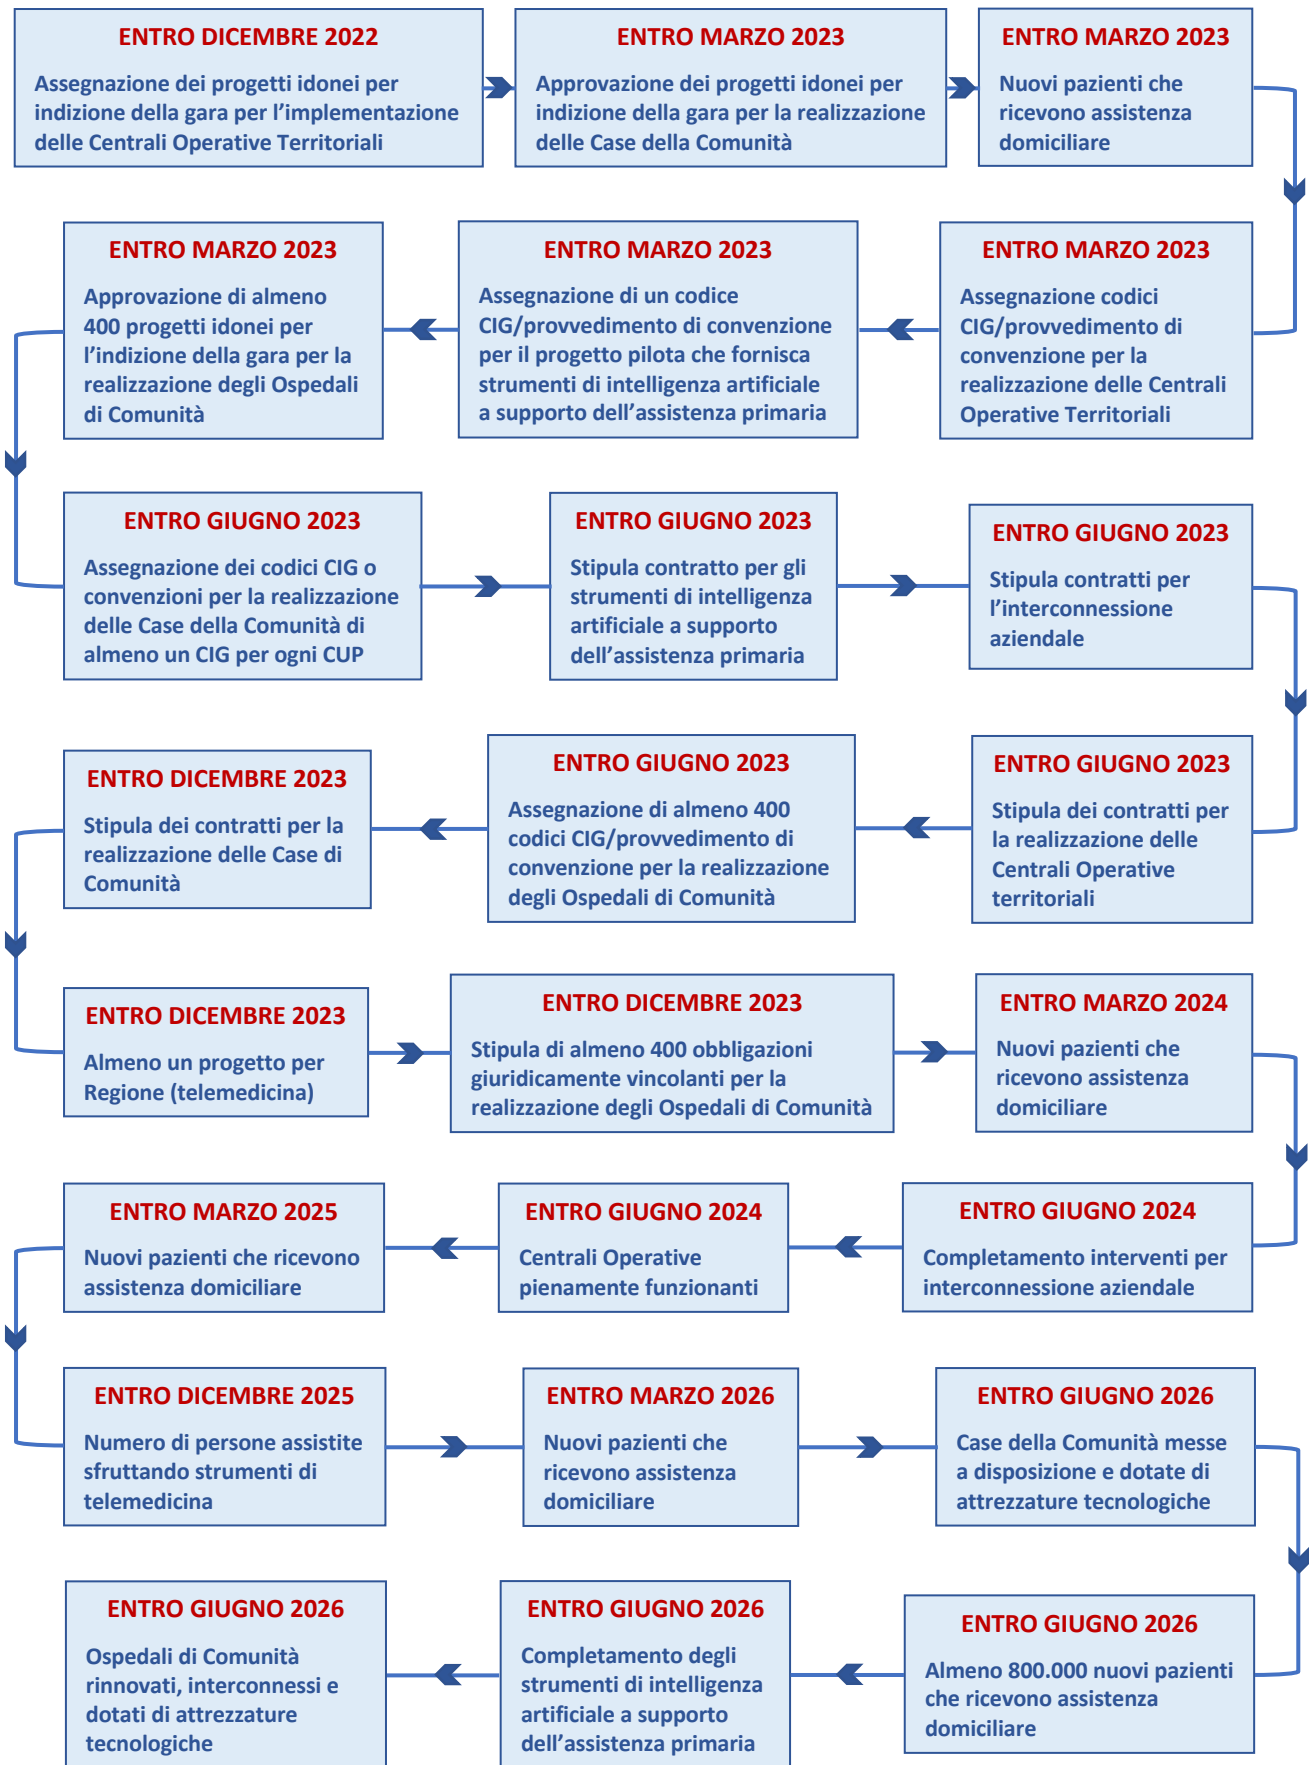 ENTRO DICEMBRE 2022
Assegnazione dei progetti idonei per
indizione della gara per l’implementazione
delle Centrali Operative Territoriali
ENTRO MARZO 2023
Approvazione dei progetti idonei per
indizione della gara per la realizzazione
delle Case della Comunità
ENTRO MARZO 2023
Nuovi pazienti che
ricevono assistenza
domiciliare
ENTRO MARZO 2023
Assegnazione codici
CIG/provvedimento di
convenzione per la
realizzazione delle Centrali
Operative Territoriali
ENTRO MARZO 2023
Assegnazione di un codice
CIG/provvedimento di convenzione
per il progetto pilota che fornisca
strumenti di intelligenza artificiale
a supporto dell’assistenza primaria
ENTRO MARZO 2023
Approvazione di almeno
400 progetti idonei per
l’indizione della gara per la
realizzazione degli Ospedali
di Comunità
ENTRO GIUGNO 2023
Assegnazione dei codici CIG o
convenzioni per la realizzazione
delle Case della Comunità di
almeno un CIG per ogni CUP
ENTRO GIUGNO 2023
Stipula contratto per gli
strumenti di intelligenza
artificiale a supporto
dell’assistenza primaria
ENTRO GIUGNO 2023
Stipula contratti per
l’interconnessione
aziendale
ENTRO GIUGNO 2023
Stipula dei contratti per
la realizzazione delle
Centrali Operative
territoriali
ENTRO GIUGNO 2023
Assegnazione di almeno 400
codici CIG/provvedimento di
convenzione per la realizzazione
degli Ospedali di Comunità
ENTRO DICEMBRE 2023
Stipula dei contratti per la
realizzazione delle Case di
Comunità
ENTRO DICEMBRE 2023
Almeno un progetto per
Regione (telemedicina)
ENTRO DICEMBRE 2023
Stipula di almeno 400 obbligazioni
giuridicamente vincolanti per la
realizzazione degli Ospedali di Comunità
ENTRO MARZO 2024
Nuovi pazienti che
ricevono assistenza
domiciliare
ENTRO GIUGNO 2024
Completamento interventi per
interconnessione aziendale
ENTRO GIUGNO 2024
Centrali Operative
pienamente funzionanti
ENTRO MARZO 2025
Nuovi pazienti che ricevono
assistenza domiciliare
ENTRO DICEMBRE 2025
Numero di persone assistite
sfruttando strumenti di
telemedicina
ENTRO MARZO 2026
Nuovi pazienti che
ricevono assistenza
domiciliare
ENTRO GIUGNO 2026
Case della Comunità messe
a disposizione e dotate di
attrezzature tecnologiche
ENTRO GIUGNO 2026
Almeno 800.000 nuovi pazienti
che ricevono assistenza
domiciliare
ENTRO GIUGNO 2026
Completamento degli
strumenti di intelligenza
artificiale a supporto
dell’assistenza primaria
ENTRO GIUGNO 2026
Ospedali di Comunità
rinnovati, interconnessi e
dotati di attrezzature
tecnologiche